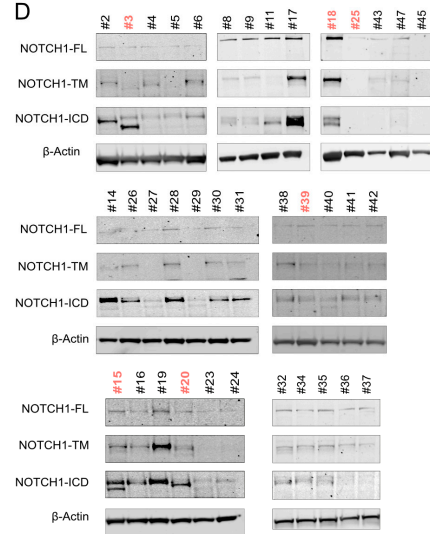 D
#2 #3 #4 #5 #6 #8 #9 #11 #17 #18 #25 #43 #47 #45
NOTCH1-FL
NOTCH1-TM
NOTCH1-ICD
β-Actin
#14 #26 #27 #28 #29 #30 #31 #38 #39 #40 #41 #42
NOTCH1-FL
NOTCH1-TM
NOTCH1-ICD
β-Actin
#15 #16 #19 #20 #23 #24 #32 #34 #35 #36 #37
NOTCH1-FL
NOTCH1-TM
NOTCH1-ICD
β-Actin